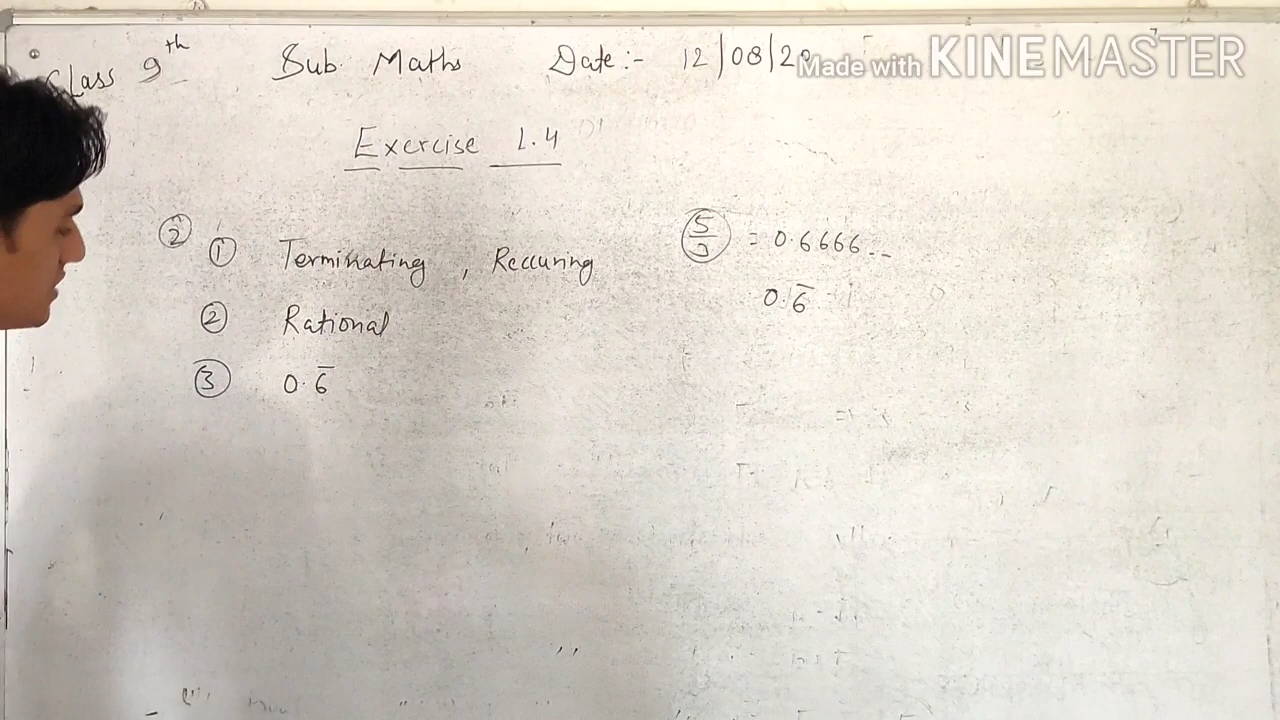 Class 9th Sub Maths Date:- 12/08/20
Made with KINEMASTER
Exercise 1.4
② ① Terminating , Reccuring
② Rational
③ 0.6̅
5/9 = 0.6666..
0.6̅